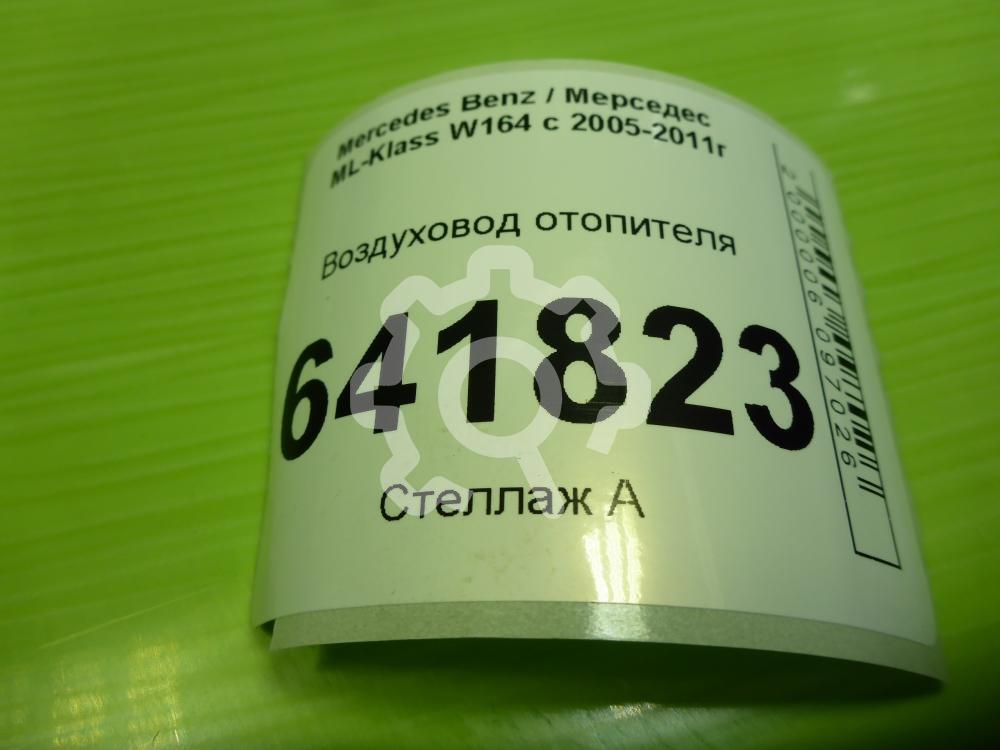 Mercedes Benz / Мерседес
ML-Klass W164 с 2005-2011г
Воздуховод отопителя
641823
Стеллаж А
2000006097026